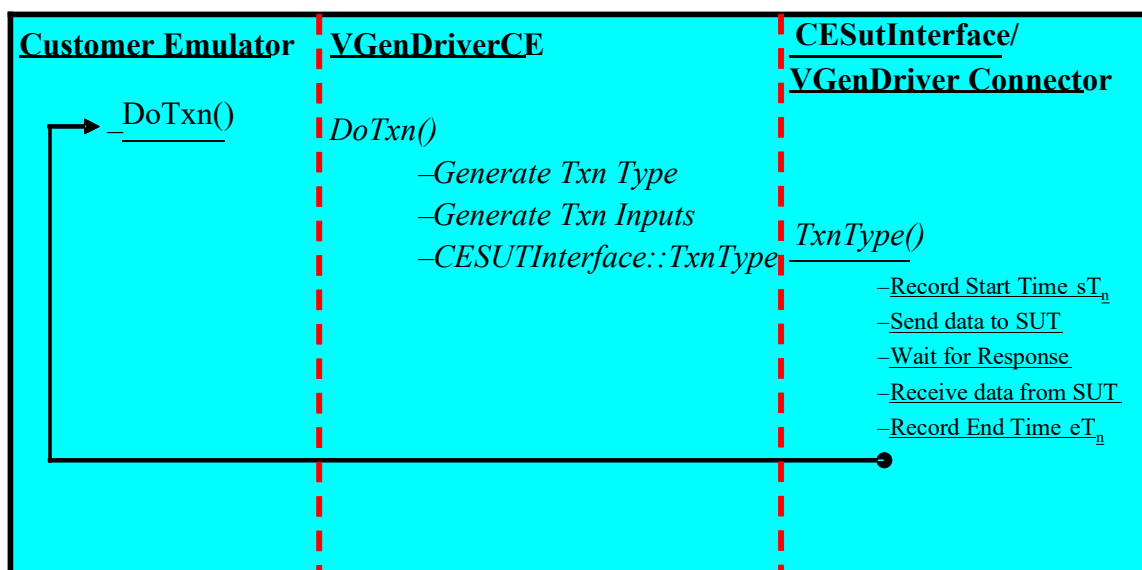 Customer Emulator
VGenDriverCE
CESutInterface/
VGenDriver Connector
_DoTxn()
DoTxn()
–Generate Txn Type
–Generate Txn Inputs
–CESUTInterface::TxnType
TxnType()
–Record Start Time sTn
–Send data to SUT
–Wait for Response
–Receive data from SUT
–Record End Time eTn